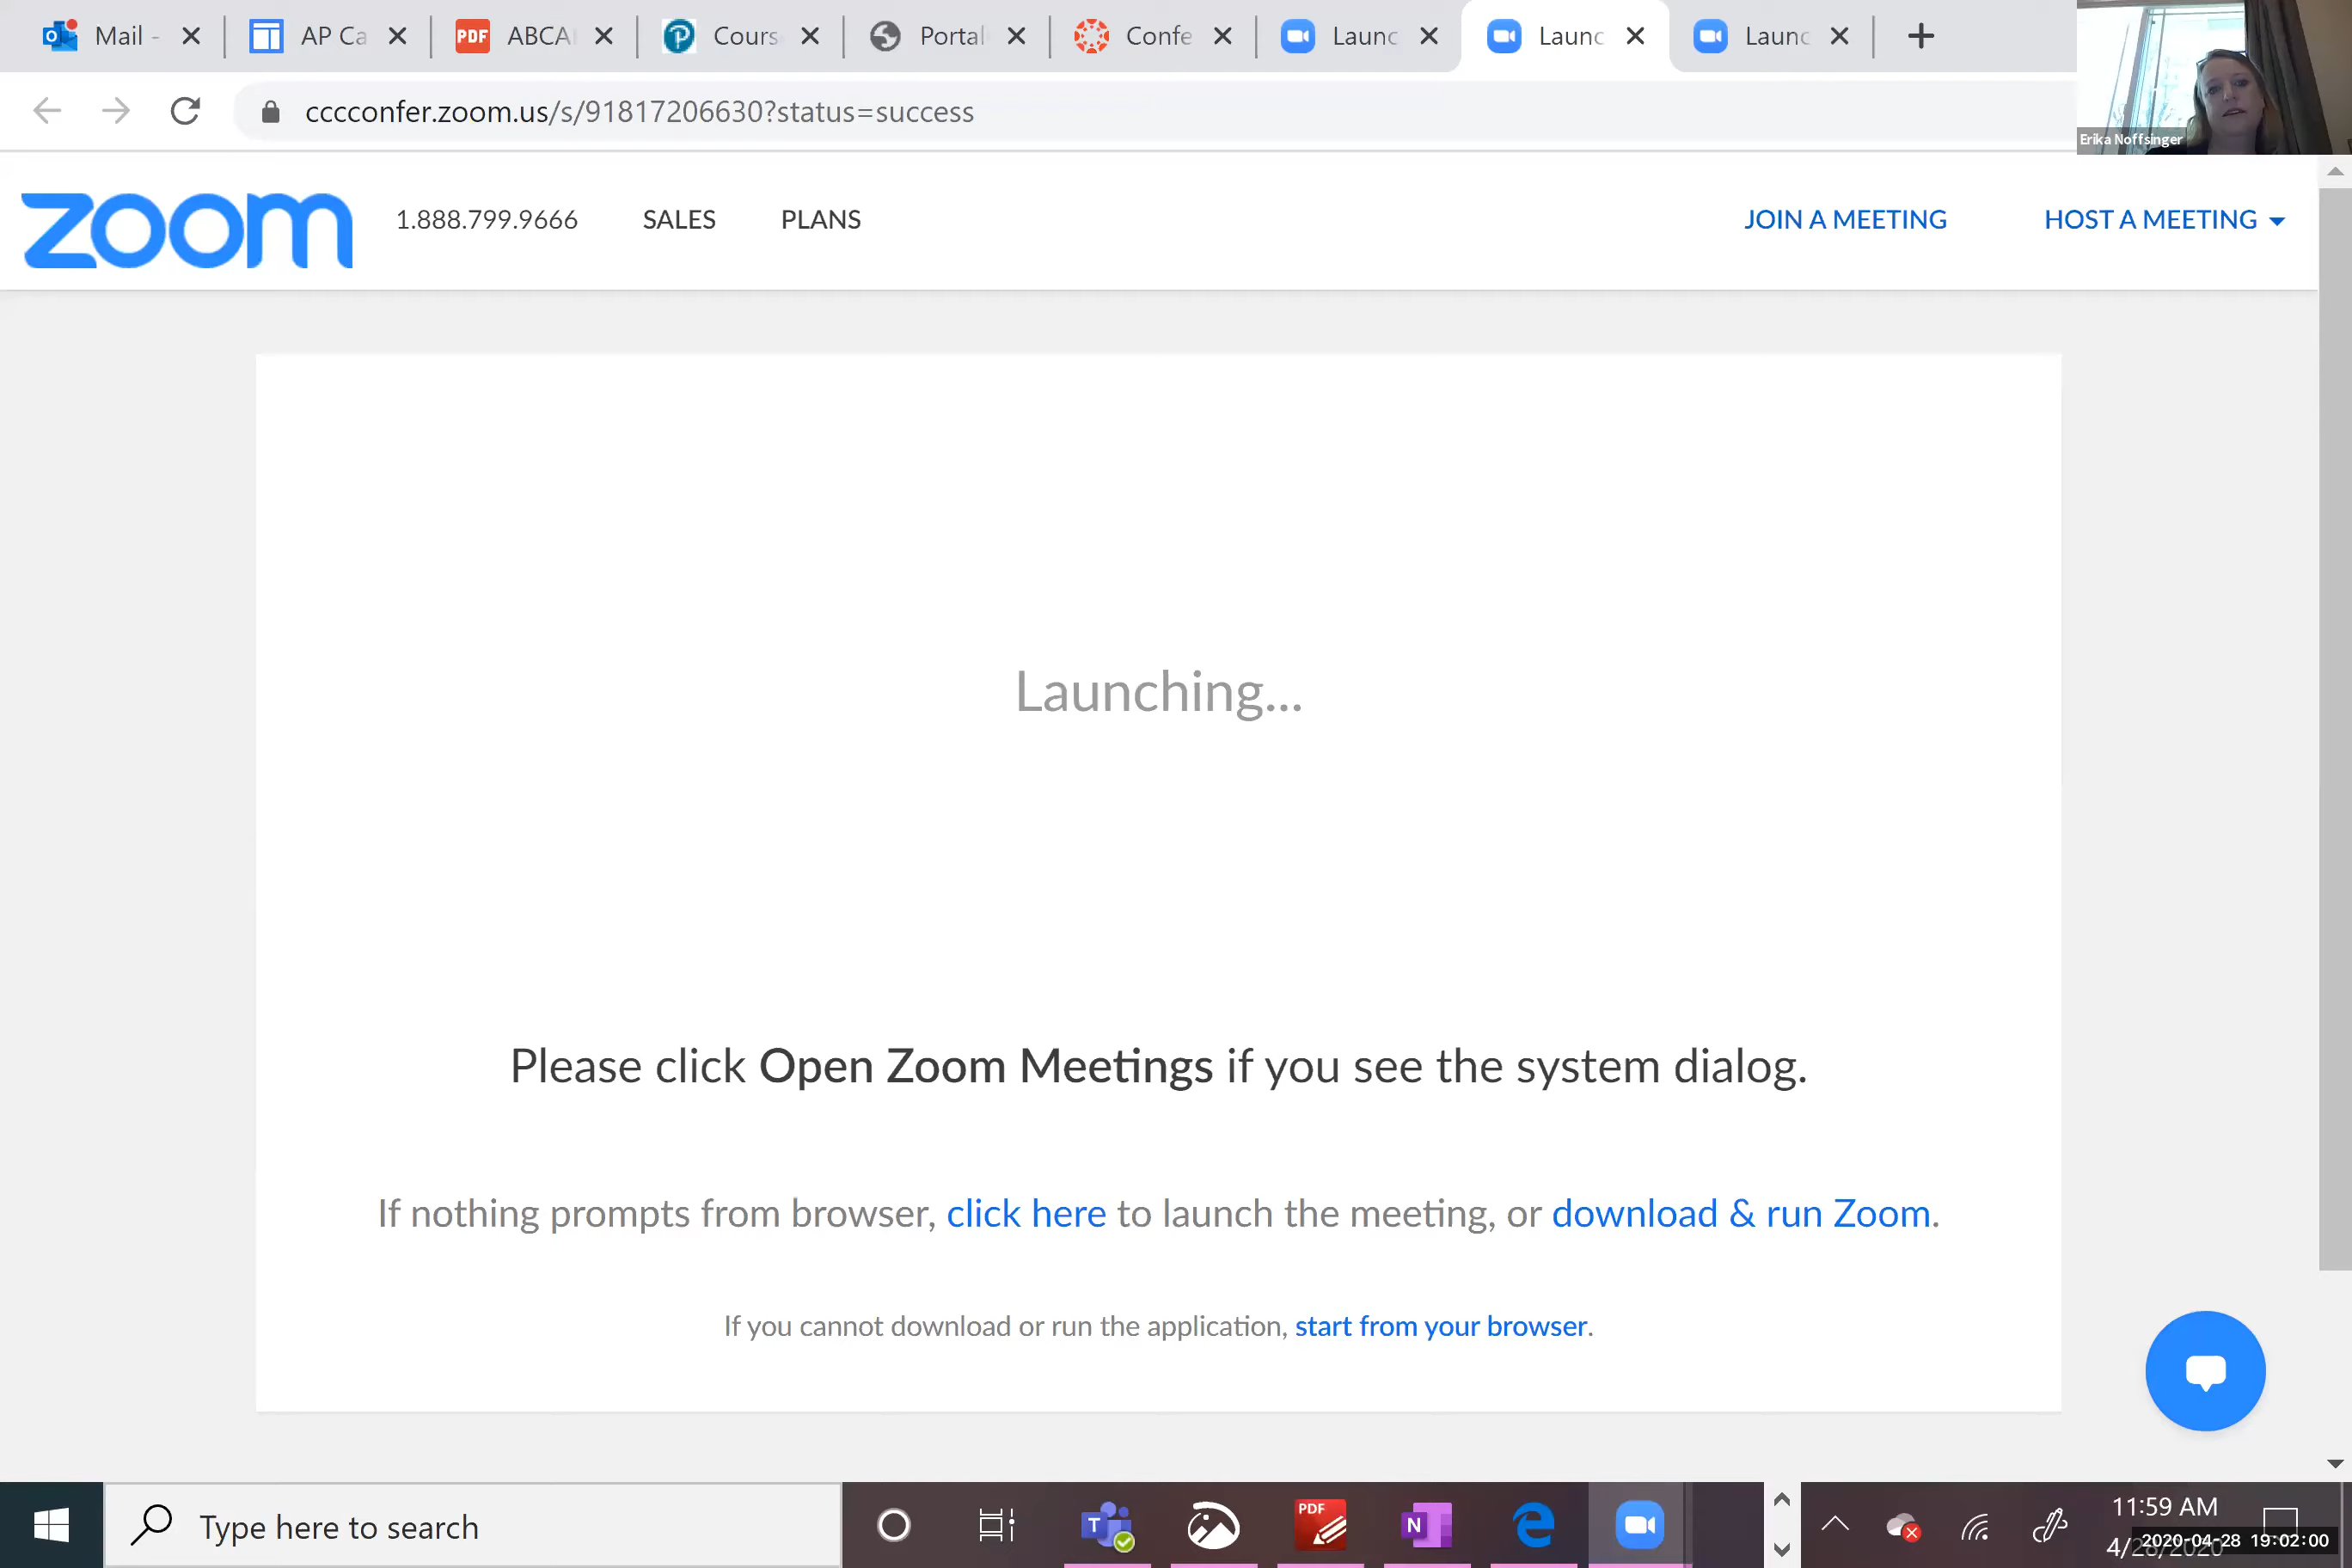 Mail -
AP Ca
PDF ABCA
Cours
Portal
Confe
Launc
Launc
Launc
Erika Noffsinger
cccconfer.zoom.us/s/91817206630?status=success
zoom
1.888.799.9666
SALES
PLANS
JOIN A MEETING
HOST A MEETING
Launching...
Please click Open Zoom Meetings if you see the system dialog.
If nothing prompts from browser, click here to launch the meeting, or download & run Zoom.
If you cannot download or run the application, start from your browser.
Type here to search
T
PDF
N
11:59 AM
4/28/2020
2020-04-28 19:02:00